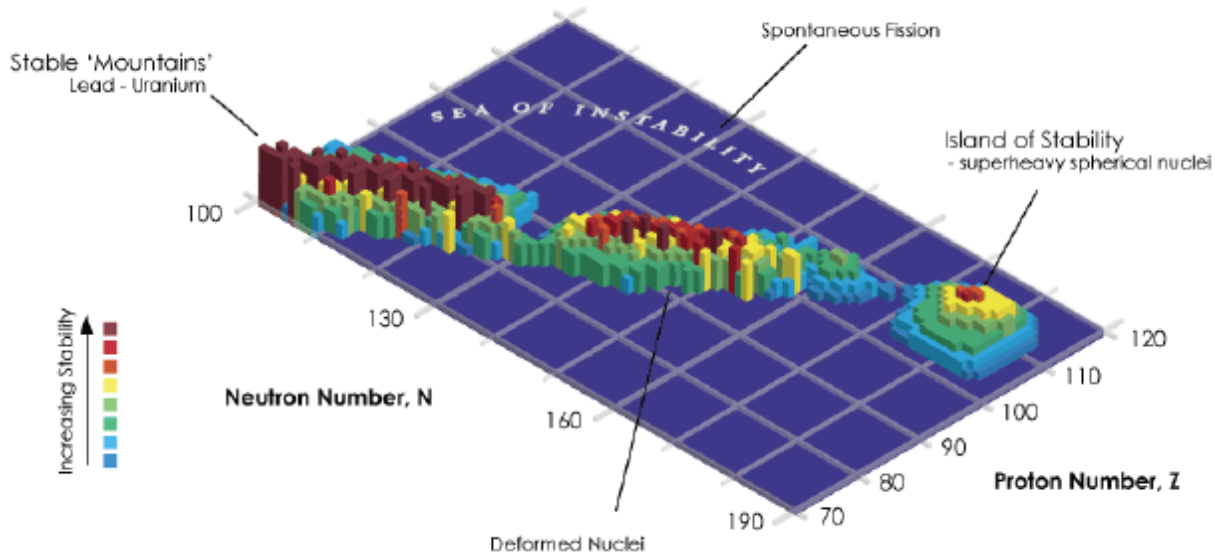 Spontaneous Fission
Stable 'Mountains'
Lead - Uranium
SEA OF INSTABILITY
Island of Stability
- superheavy spherical nuclei
100
130
160
190
Neutron Number, N
120
110
100
90
80
70
Proton Number, Z
Increasing Stability
Deformed Nuclei